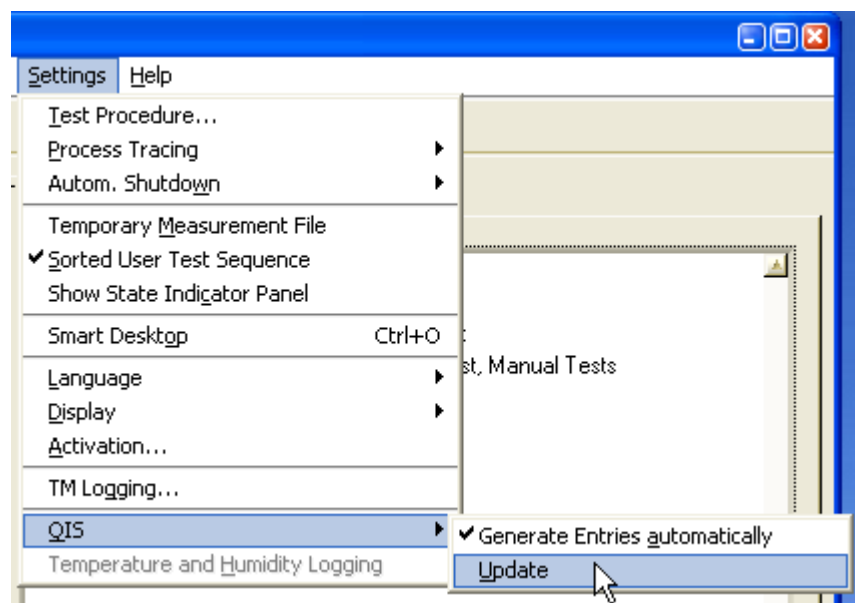 Settings Help
Test Procedure...
Process Tracing
Autom. Shutdown
Temporary Measurement File
Sorted User Test Sequence
Show State Indicator Panel
Smart Desktop Ctrl+O
st, Manual Tests
Language
Display
Activation...
TM Logging...
QIS
Generate Entries automatically
Temperature and Humidity Logging
Update